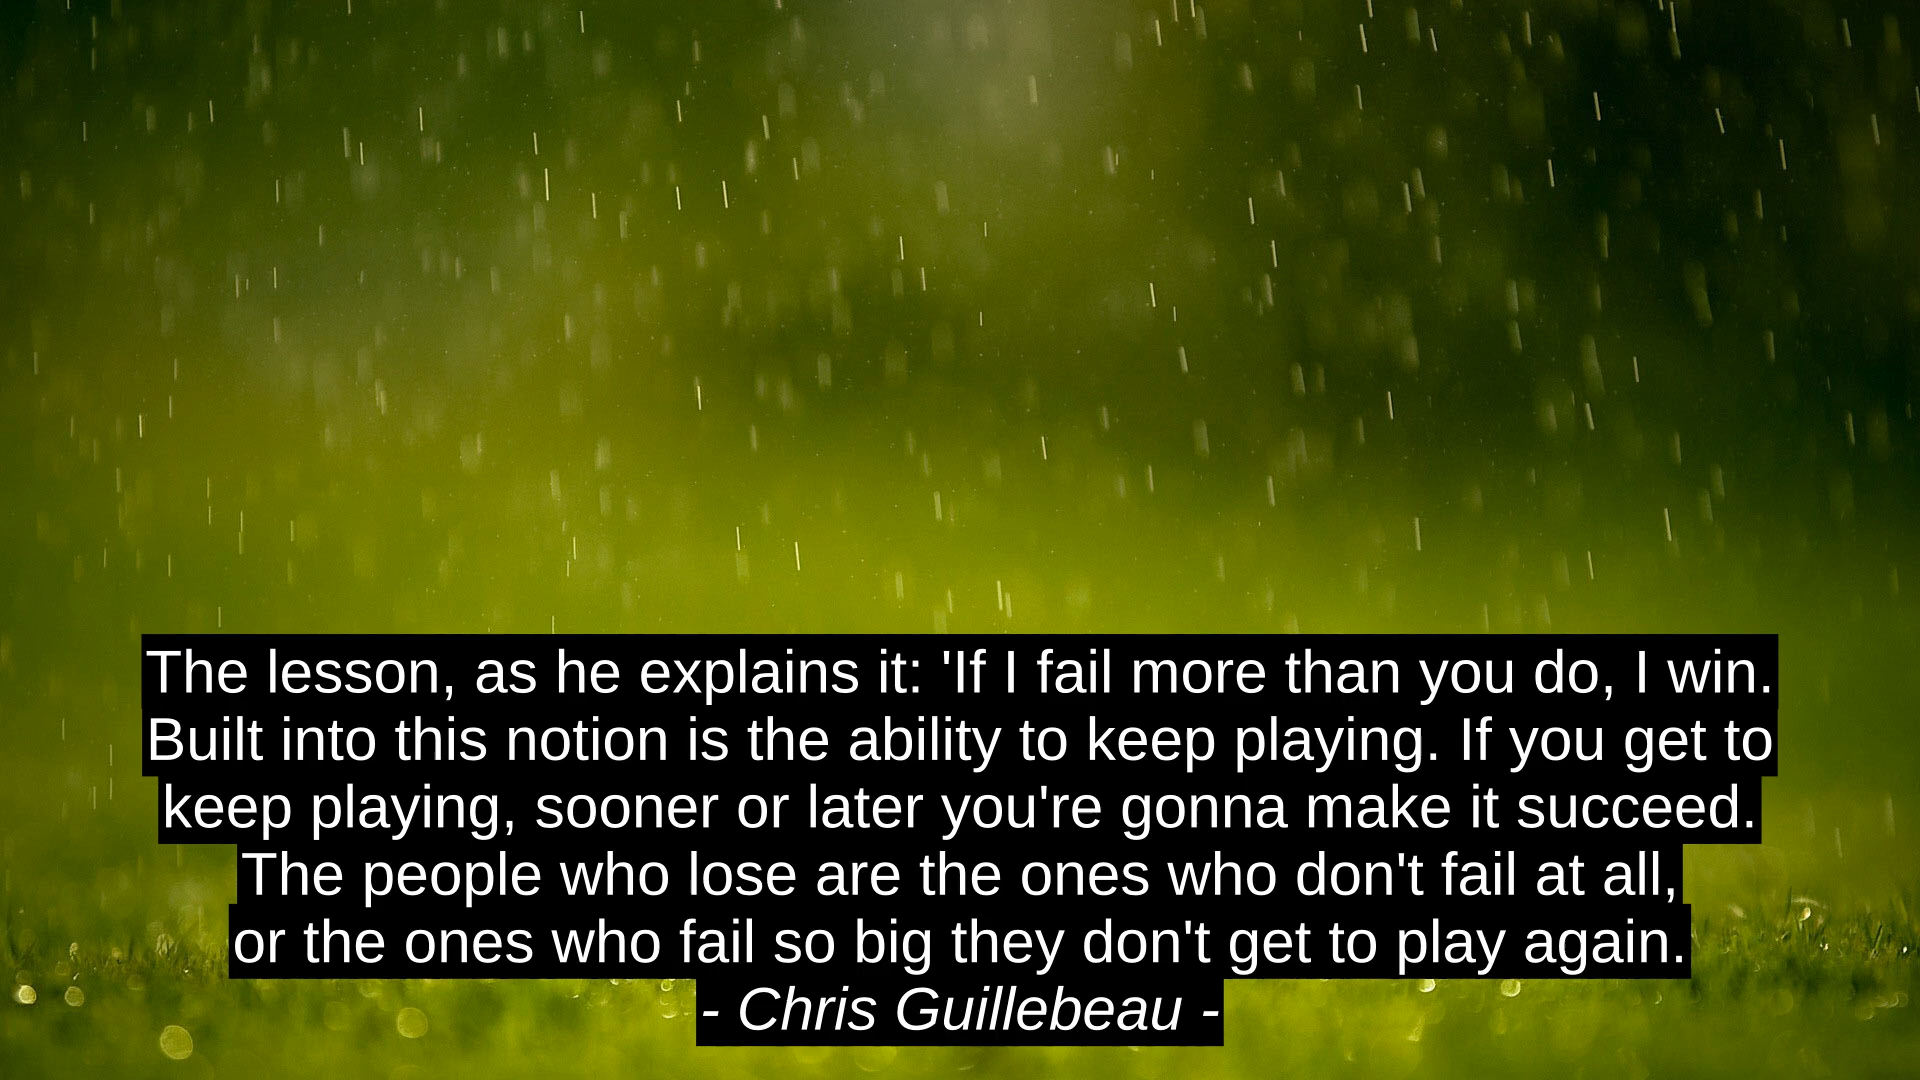 The lesson, as he explains it: 'If I fail more than you do, I win.
Built into this notion is the ability to keep playing. If you get to
keep playing, sooner or later you're gonna make it succeed.
The people who lose are the ones who don't fail at all,
or the ones who fail so big they don't get to play again.
- Chris Guillebeau -